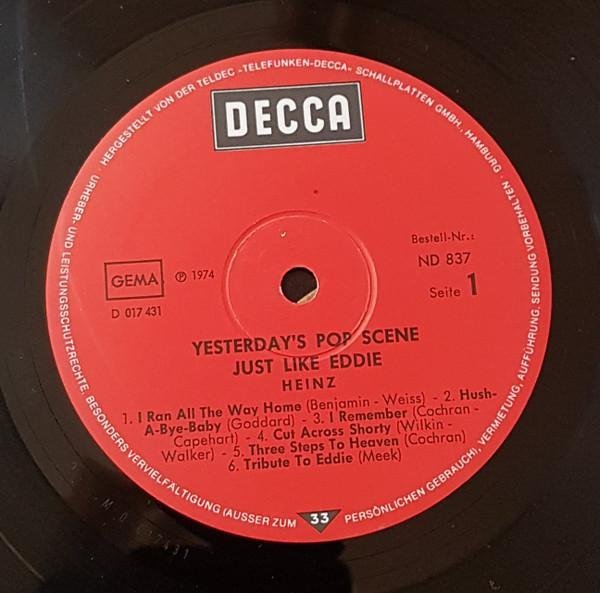 URHEBER- UND LEISTUNGSSCHUTZRECHTE. BESONDERS VERVIELFÄLTIGUNG (AUSSER ZUM PERSÖNLICHEN GEBRAUCH), VERMIETUNG, AUFFÜHRUNG, SENDUNG VORBEHALTEN · HERGESTELLT VON DER TELDEC »TELEFUNKEN-DECCA« SCHALLPLATTEN GMBH., HAMBURG
DECCA
Bestell-Nr.:
ND 837
Seite 1
GEMA
℗ 1974
D 017 431
YESTERDAY'S POP SCENE
JUST LIKE EDDIE
HEINZ
1. I Ran All The Way Home (Benjamin - Weiss) - 2. Hush-
A-Bye-Baby (Goddard) - 3. I Remember (Cochran -
Capehart) - 4. Cut Across Shorty (Wilkin -
Walker) - 5. Three Steps To Heaven (Cochran)
6. Tribute To Eddie (Meek)
33